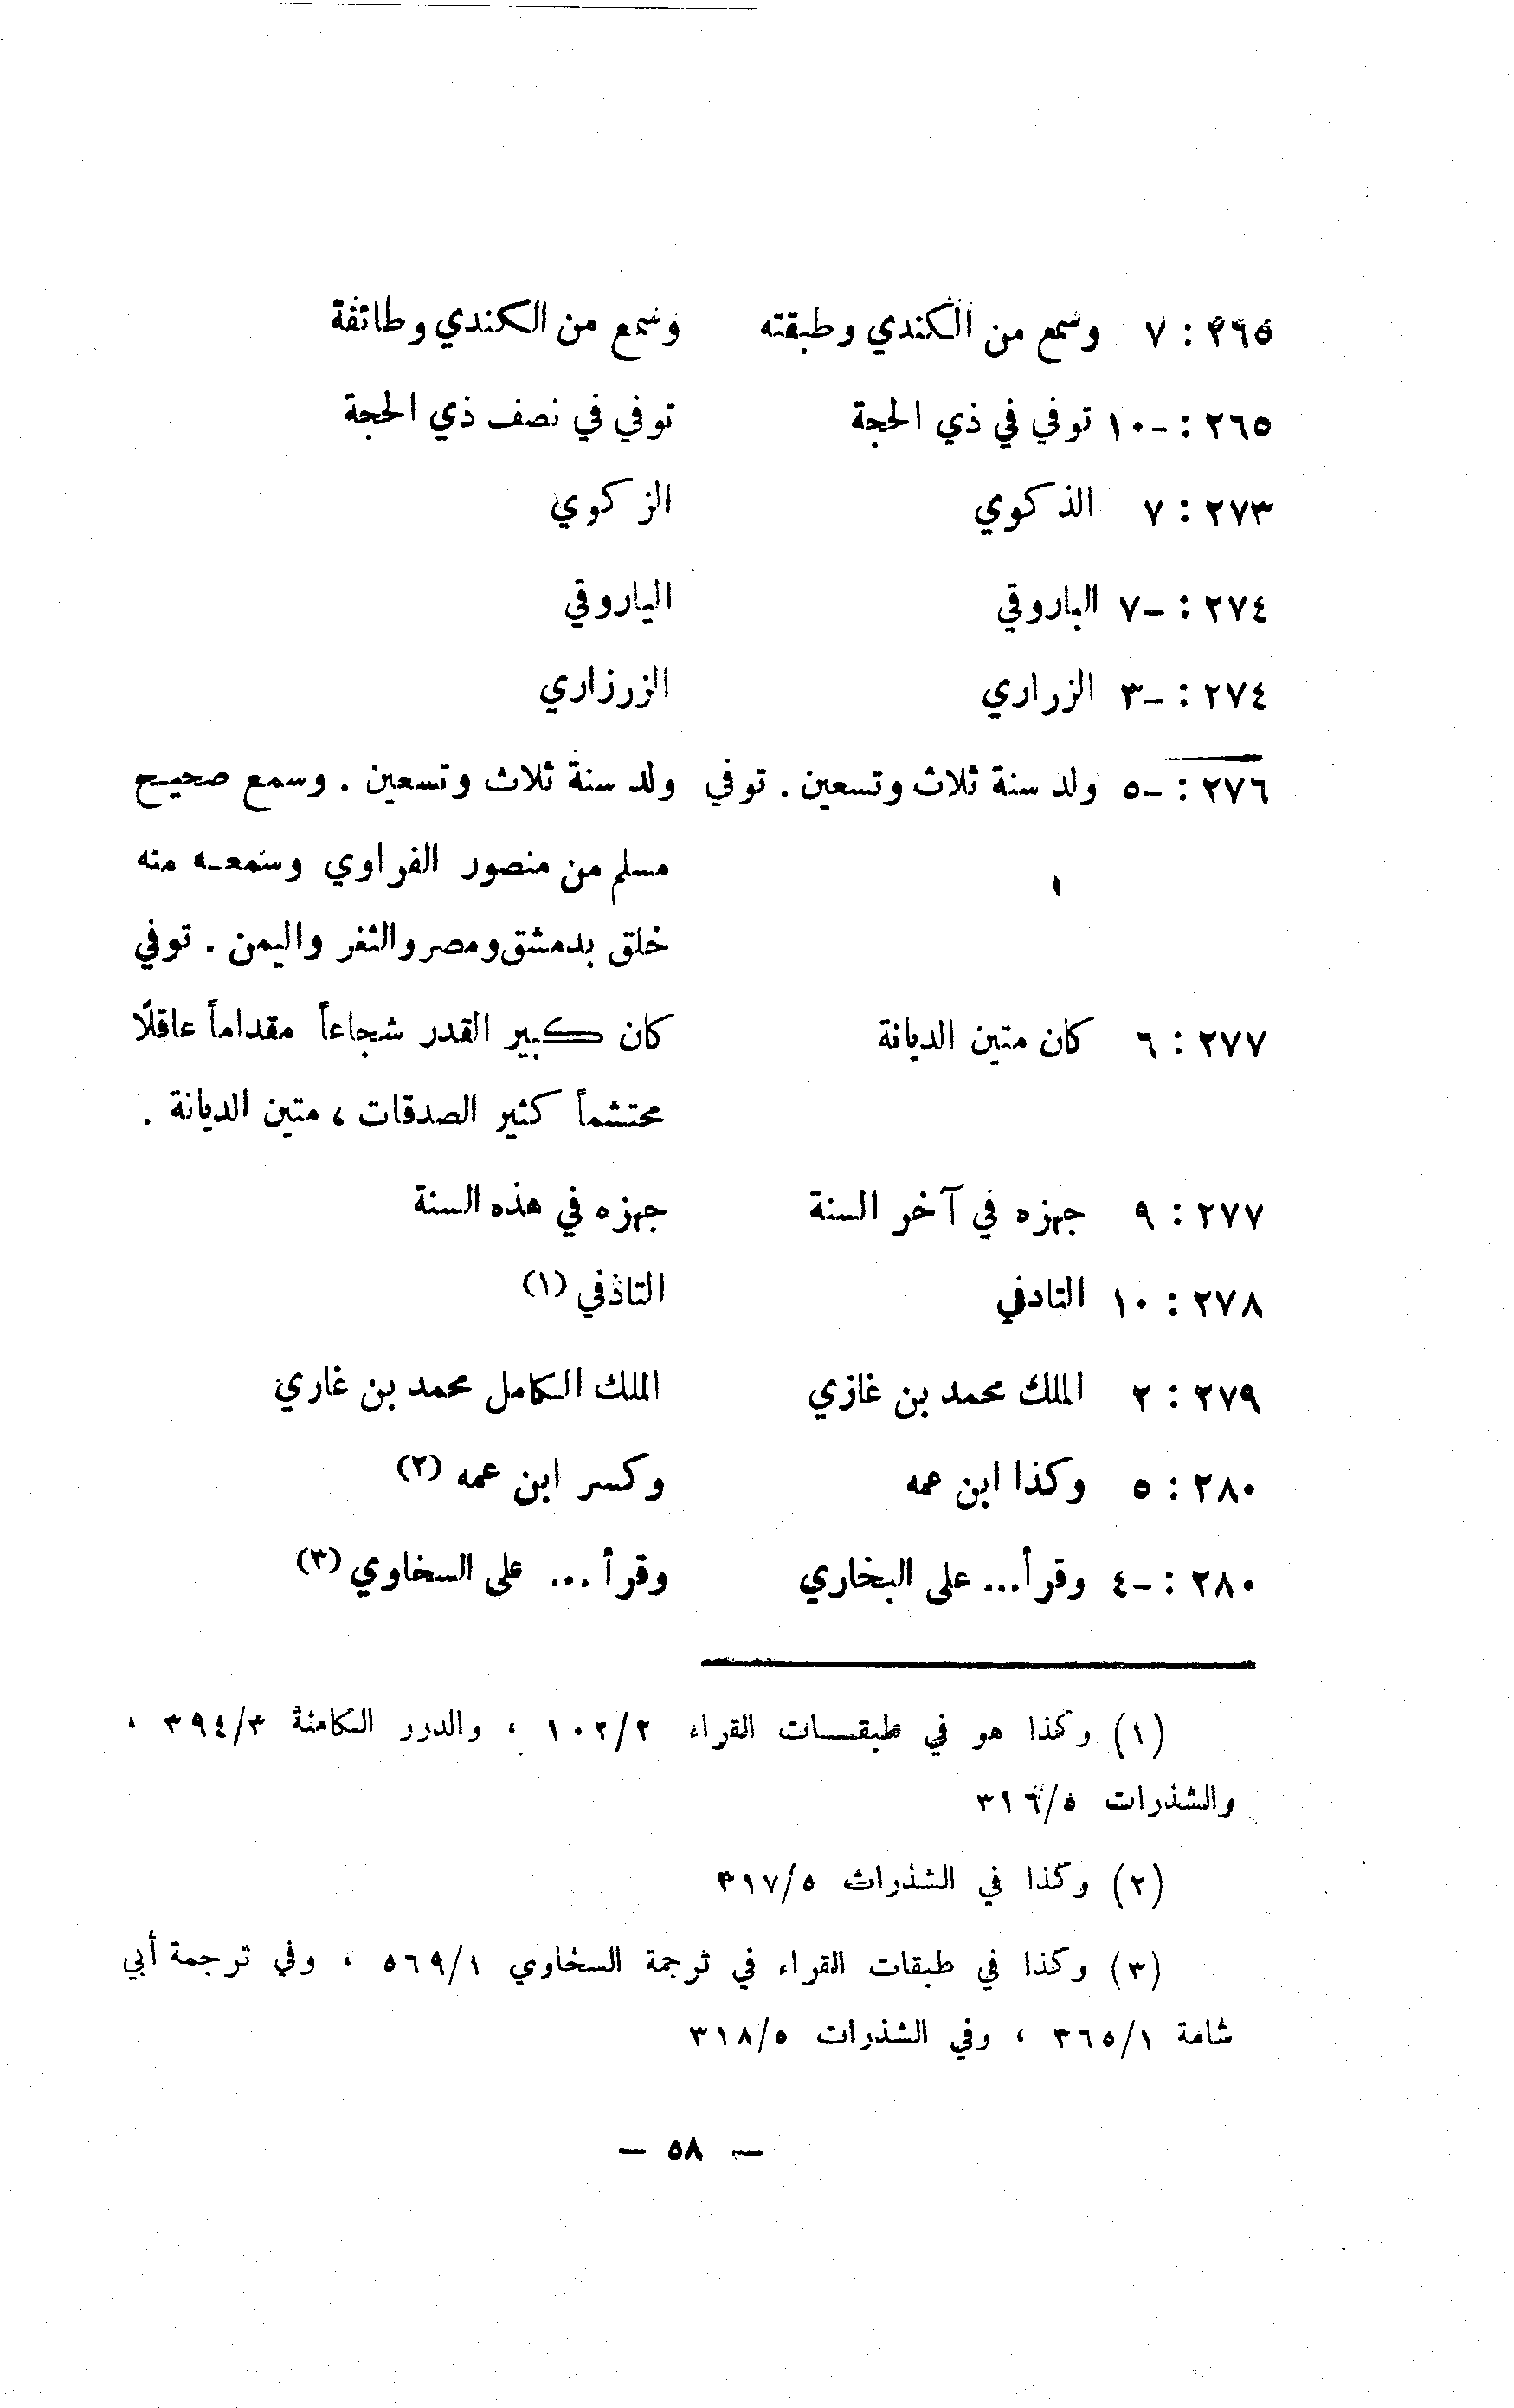 ٢٦٥ : ٧ وسمع من الكندي وطبقته وسمع من الكندي وطائفة
٢٦٥ : -١٠ توفي في ذي الحجة توفي في نصف ذي الحجة
٢٧٣ : ٧ الذكوي الزكوي
٢٧٤ : -٧ الباروقي الياروقي
٢٧٤ : -٣ الزراري الزرزاري
٢٧٦ : -٥ ولد سنة ثلاث وتسعين . توفي ولد سنة ثلاث وتسعين . وسمع صحيح
مسلم من منصور الفراوي وسمعه منه
خلق بدمشق ومصر والثغر واليمن . توفي
٢٧٧ : ٦ كان متين الديانة كان كبير القدر شجاعاً مقداماً عاقلًا
محتشماً كثير الصدقات ، متين الديانة .
٢٧٧ : ٩ جهزه في آخر السنة جهزه في هذه السنة
٢٧٨ : ١٠ التادفي التاذفي (١)
٢٧٩ : ٢ الملك محمد بن غازي الملك الكامل محمد بن غاري
٢٨٠ : ٥ وكذا ابن عمه وكسر ابن عمه (٢)
٢٨٠ : -٤ وقرأ... على البخاري وقرأ ... على السخاوي (٣)
(١) وكذا هو في طبقات القراء ١٠٢/٢ ، والدرر الكامنة ٣٩٤/٣ ،
والشذرات ٣١٦/٥
(٢) وكذا في الشذرات ٣١٧/٥
(٣) وكذا في طبقات القراء في ترجمة السخاوي ٥٦٩/١ ، وفي ترجمة أبي
شامة ٣٦٥/١ ، وفي الشذرات ٣١٨/٥
— ٥٨ —